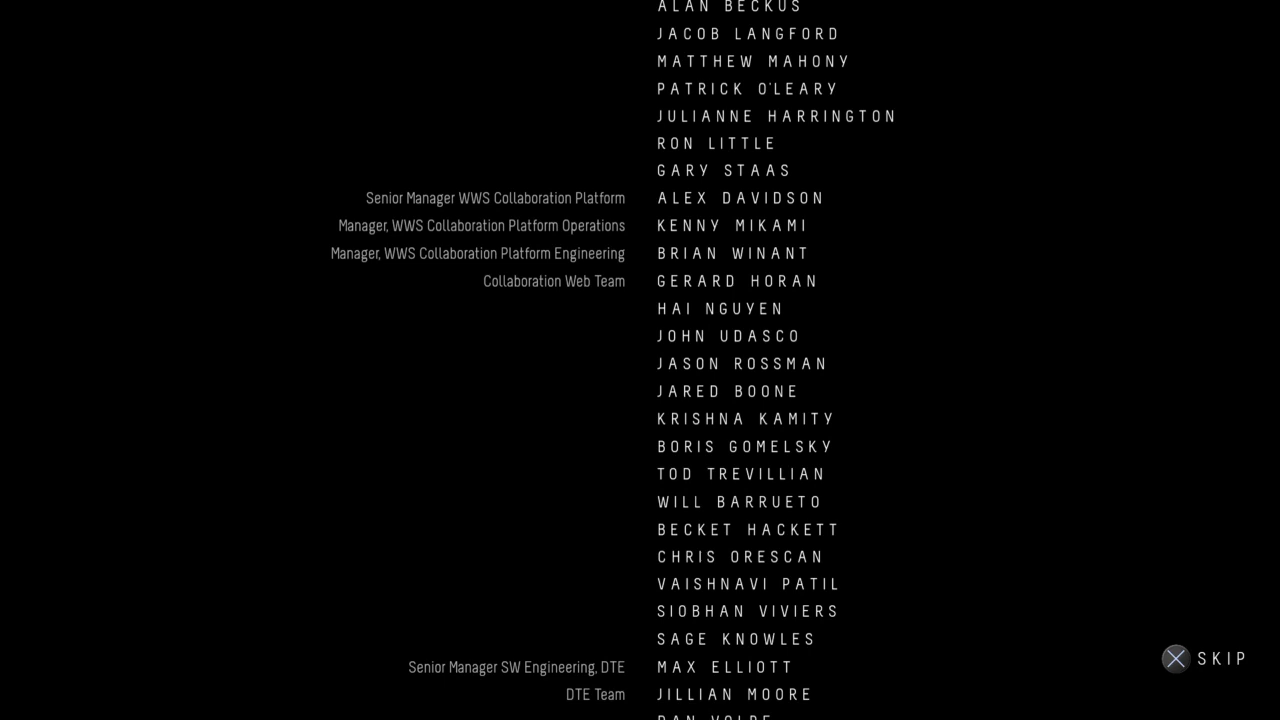 ALAN BECKUS
JACOB LANGFORD
MATTHEW MAHONY
PATRICK O'LEARY
JULIANNE HARRINGTON
RON LITTLE
GARY STAAS
Senior Manager WWS Collaboration Platform ALEX DAVIDSON
Manager, WWS Collaboration Platform Operations KENNY MIKAMI
Manager, WWS Collaboration Platform Engineering BRIAN WINANT
Collaboration Web Team GERARD HORAN
HAI NGUYEN
JOHN UDASCO
JASON ROSSMAN
JARED BOONE
KRISHNA KAMITY
BORIS GOMELSKY
TOD TREVILLIAN
WILL BARRUETO
BECKET HACKETT
CHRIS ORESCAN
VAISHNAVI PATIL
SIOBHAN VIVIERS
SAGE KNOWLES
SKIP
Senior Manager SW Engineering, DTE MAX ELLIOTT
DTE Team JILLIAN MOORE